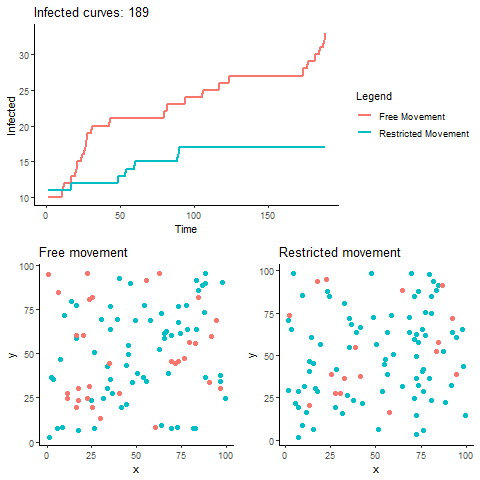 Infected curves: 189
30
25
20
15
10
Infected
0
50
100
150
Time
Legend
Free Movement
Restricted Movement
Free movement
100
75
50
25
0
y
0
25
50
75
100
x
Restricted movement
100
75
50
25
0
y
0
25
50
75
100
x